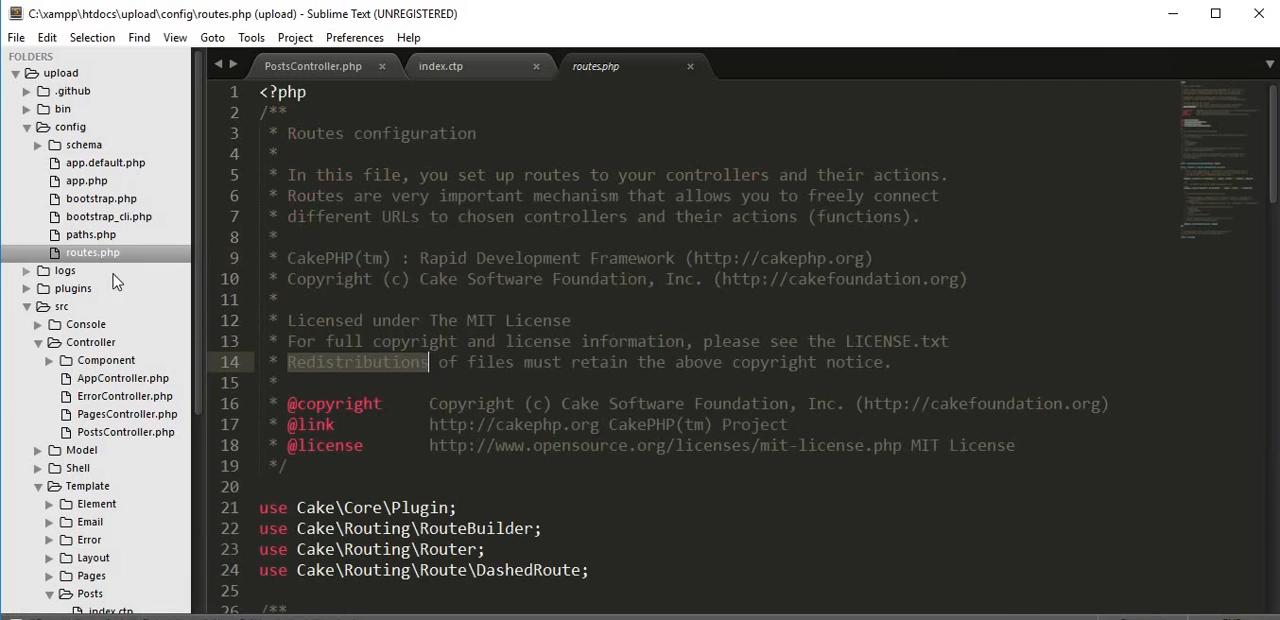 C:\xampp\htdocs\upload\config\routes.php (upload) - Sublime Text (UNREGISTERED)
File Edit Selection Find View Goto Tools Project Preferences Help
FOLDERS
upload
.github
bin
config
schema
app.default.php
app.php
bootstrap.php
bootstrap_cli.php
paths.php
routes.php
logs
plugins
src
Console
Controller
Component
AppController.php
ErrorController.php
PagesController.php
PostsController.php
Model
Shell
Template
Element
Email
Error
Layout
Pages
Posts
index.ctp
PostsController.php index.ctp routes.php
1 <?php
2 /**
3 * Routes configuration
4 *
5 * In this file, you set up routes to your controllers and their actions.
6 * Routes are very important mechanism that allows you to freely connect
7 * different URLs to chosen controllers and their actions (functions).
8 *
9 * CakePHP(tm) : Rapid Development Framework (http://cakephp.org)
10 * Copyright (c) Cake Software Foundation, Inc. (http://cakefoundation.org)
11 *
12 * Licensed under The MIT License
13 * For full copyright and license information, please see the LICENSE.txt
14 * Redistributions of files must retain the above copyright notice.
15 *
16 * @copyright Copyright (c) Cake Software Foundation, Inc. (http://cakefoundation.org)
17 * @link http://cakephp.org CakePHP(tm) Project
18 * @license http://www.opensource.org/licenses/mit-license.php MIT License
19 */
20
21 use Cake\Core\Plugin;
22 use Cake\Routing\RouteBuilder;
23 use Cake\Routing\Router;
24 use Cake\Routing\Route\DashedRoute;
25
26 /**